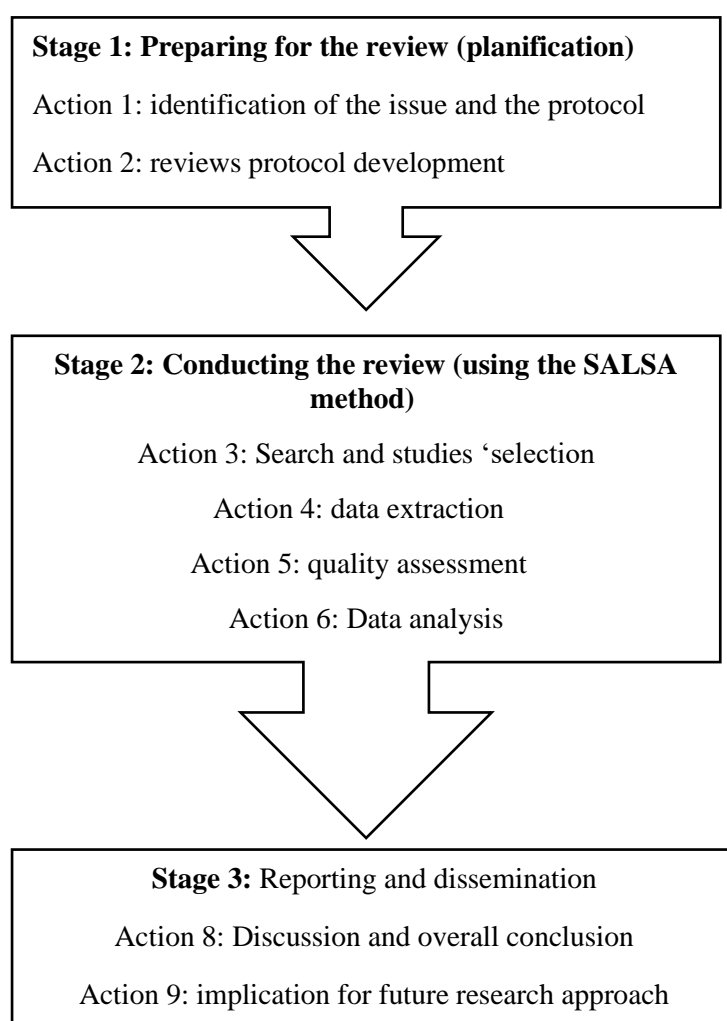 Stage 1: Preparing for the review (planification)
Action 1: identification of the issue and the protocol
Action 2: reviews protocol development
Stage 2: Conducting the review (using the SALSA
method)
Action 3: Search and studies ‘selection
Action 4: data extraction
Action 5: quality assessment
Action 6: Data analysis
Stage 3: Reporting and dissemination
Action 8: Discussion and overall conclusion
Action 9: implication for future research approach